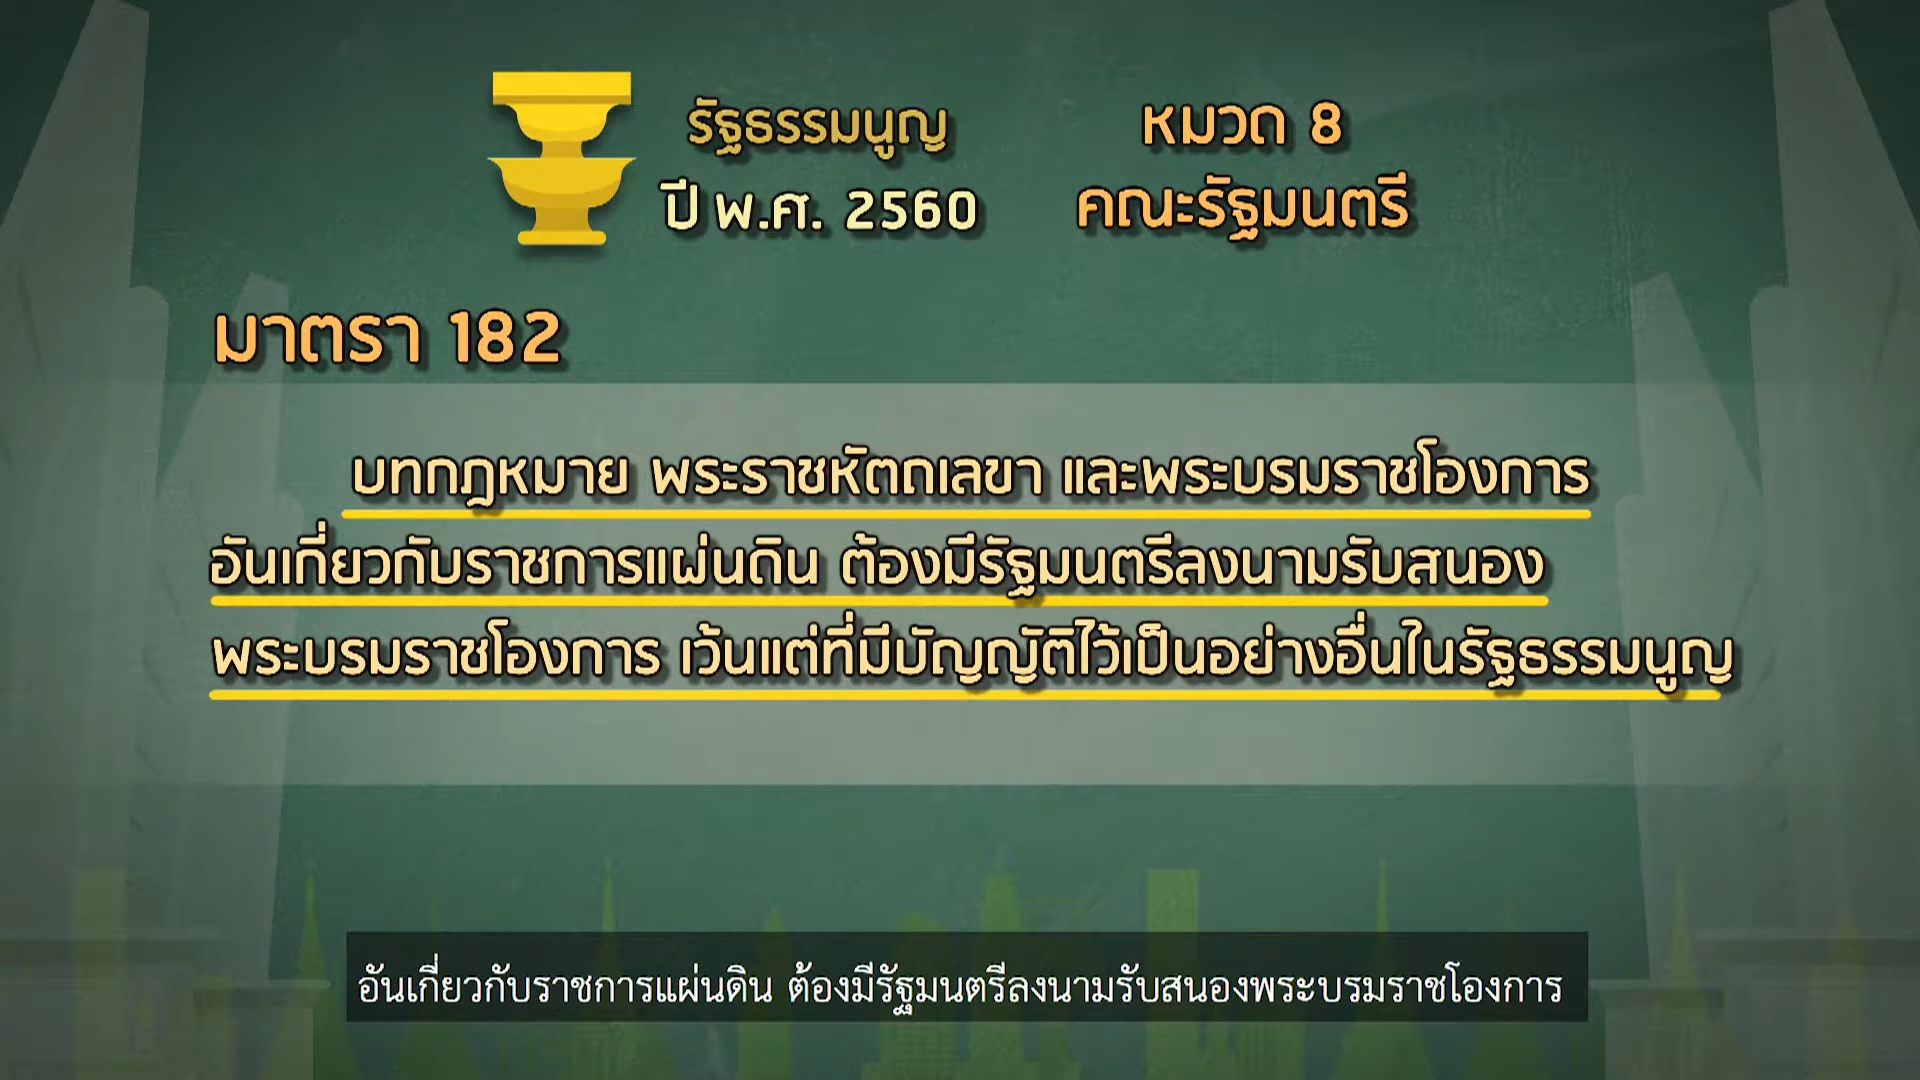 รัฐธรรมนูญ
ปี พ.ศ. 2560
หมวด 8
คณะรัฐมนตรี
มาตรา 182
บทกฎหมาย พระราชหัตถเลขา และพระบรมราชโองการ
อันเกี่ยวกับราชการแผ่นดิน ต้องมีรัฐมนตรีลงนามรับสนอง
พระบรมราชโองการ เว้นแต่ที่มีบัญญัติไว้เป็นอย่างอื่นในรัฐธรรมนูญ
อันเกี่ยวกับราชการแผ่นดิน ต้องมีรัฐมนตรีลงนามรับสนองพระบรมราชโองการ